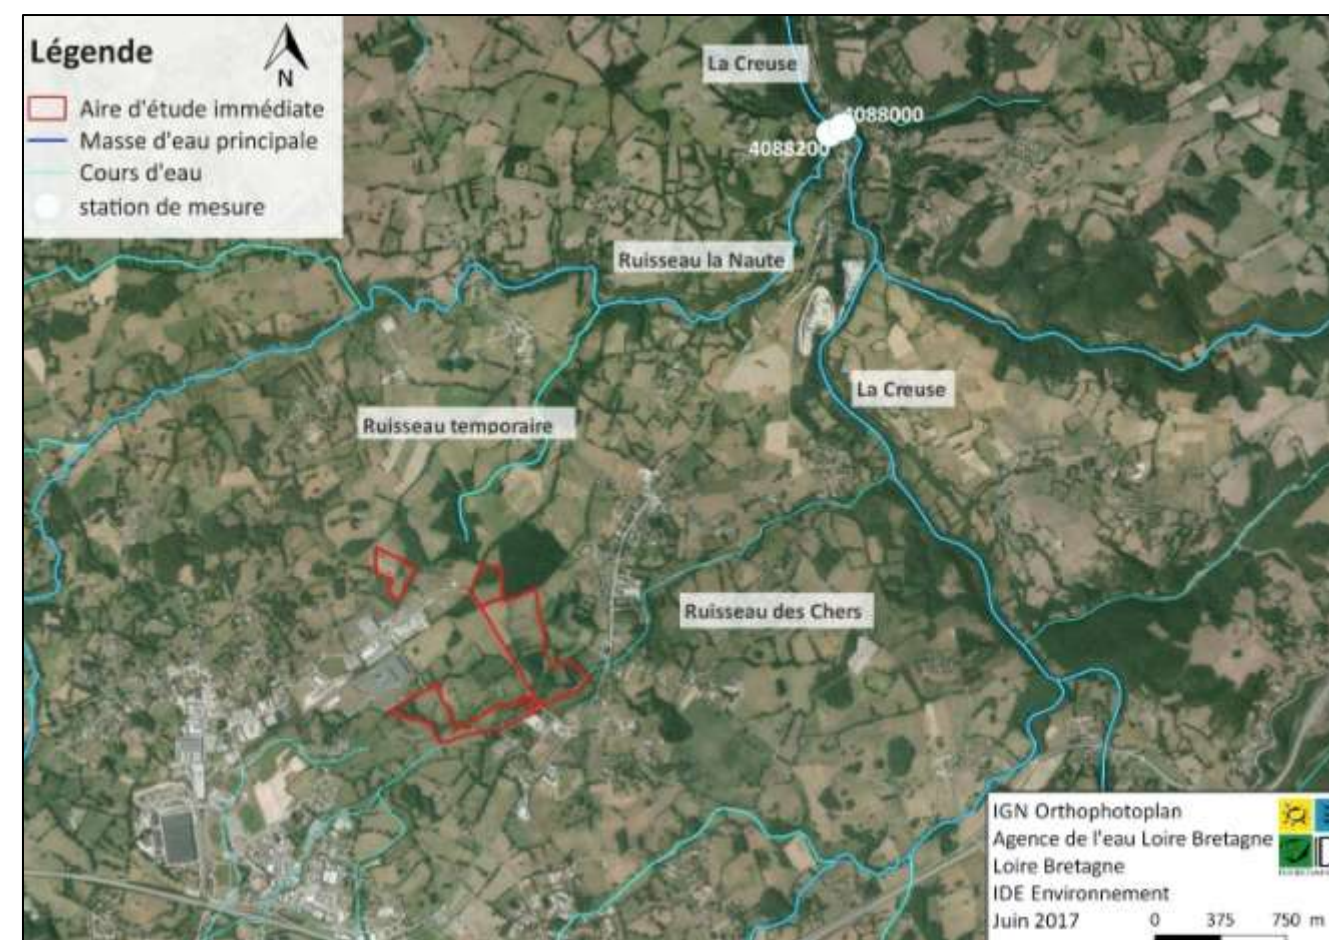 Légende
N
Aire d'étude immédiate
Masse d'eau principale
Cours d'eau
station de mesure
La Creuse
4088000
4088200
Ruisseau la Naute
La Creuse
Ruisseau temporaire
Ruisseau des Chers
IGN Orthophotoplan
Agence de l'eau Loire Bretagne
Loire Bretagne
IDE Environnement
Juin 2017
0 375 750 m